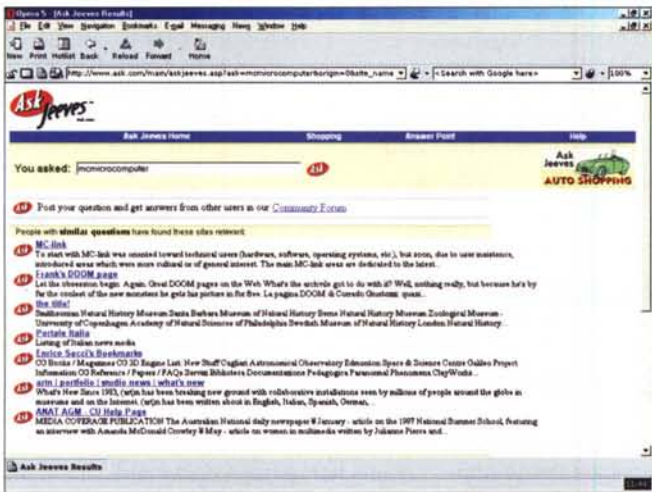 Opera 5 - [Ask Jeeves Results]
File Edit View Navigation Bookmarks E-mail Messaging News Window Help
New Print Hotlist Back Reload Forward Home
http://www.ask.com/main/askjeeves.asp?ask=mcmicrocomputer&origin=0&site_name
<Search with Google here>
100%
Ask Jeeves
Ask Jeeves Home Shopping Answer Point Help
You asked: mcmicrocomputer
Ask
Ask Jeeves
AUTO SHOPPING
Post your question and get answers from other users in our Community Forum
People with similar questions have found these sites relevant:
MC-link
To start with MC-link was oriented toward technical users (hardware, software, operating systems, etc.), but soon, due to user insistence,
introduced areas which were more cultural or of general interest. The main MC-link areas are dedicated to the latest...
Frank's DOOM page
Let the obsession begin. Again. Great DOOM pages on the Web What's the archvile got to do with it? Well, nothing really, but because he's by
far the coolest of the new monsters he gets his picture in for free. La pagina DOOM di Corrado Giustozzi: quasi...
the title!
Smithsonian Natural History Museum Santa Barbara Museum of Natural History Berne Natural History Museum Zoological Museum -
University of Copenhagen Academy of Natural Sciences of Philadelphia Swedish Museum of Natural History London Natural History...
Portale Italia
Listing of Italian news media
Enrico Sacci's Bookmarks
CG Books / Magazines CG 3D Engine List: New Stuff Cagliari Astronomical Observatory Edmonton Space & Science Centre Galileo Project
Information CG Reference / Papers / FAQs Servizi Biblioteca Documentazione Pedagogica Paranormal Phenomena ClayWorks...
artn | portfolio | studio news | what's new
What's New Since 1983, (art)n has been breaking new ground with collaborative installations seen by millions of people around the globe in
museums and on the Internet. (art)n has been written about in English, Italian, Spanish, German, ...
ANAT AGM - CU Help Page
MEDIA COVERAGE PUBLICATION The Australian National daily newspaper ¥ January - article on the 1997 National Summer School, featuring
an interview with Amanda McDonald Crowley ¥ May - article on women in multimedia written by Julianne Pierce and...
Ask Jeeves Results